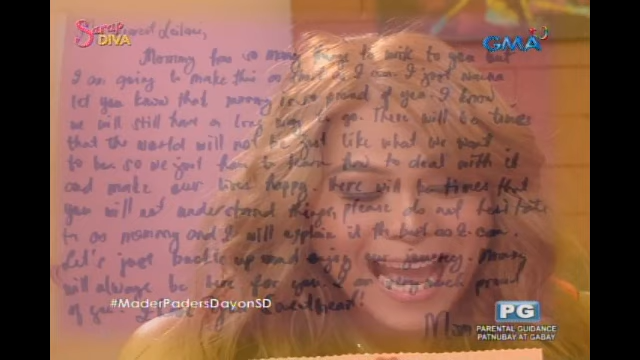 Sarap DIVA
GMA
Mommy has so many things to write to you but
I am going to make this as short as I can. I just wanna
let you know that mommy is so proud of you. I know
we will still have a long way to go. There will be times
that the world will not be just like what we want
to be so we just have to learn how to deal with it
and make our lives happy. There will be times that
you will not understand things, please do not hesitate
to ask mommy and I will explain it the best as I can.
Let's just buckle up and enjoy our journey. Mommy
will always be here for you. I am very much proud
of you.
#MaderPadersDayonSD
PG
PARENTAL GUIDANCE
PATNUBAY AT GABAY